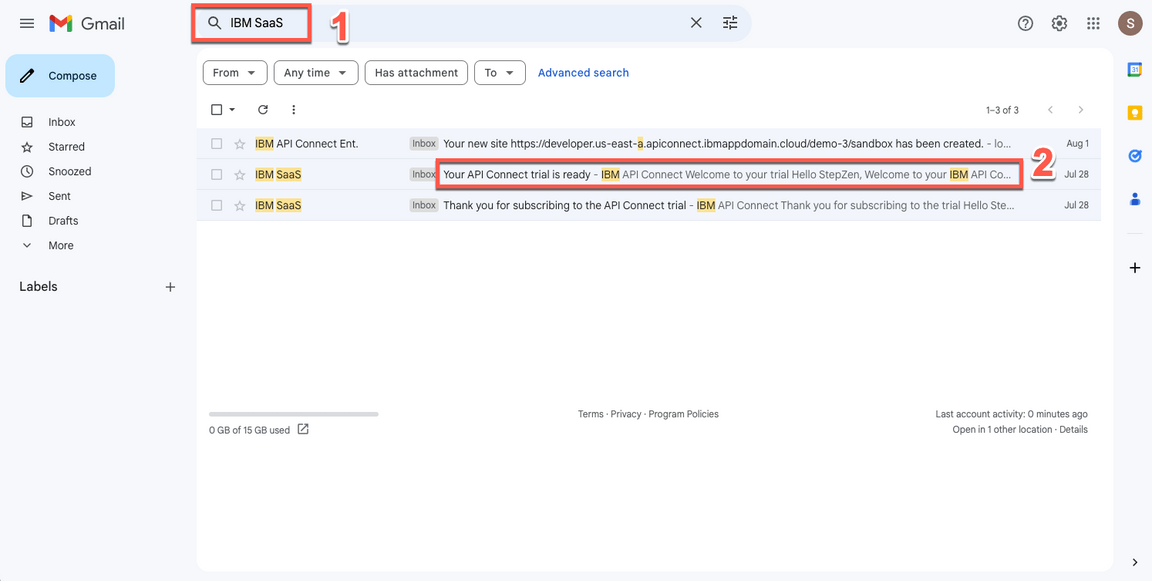 Gmail
IBM SaaS
1
S
Compose
Inbox
Starred
Snoozed
Sent
Drafts
More
Labels
From
Any time
Has attachment
To
Advanced search
1–3 of 3
IBM API Connect Ent. Inbox Your new site https://developer.us-east-a.apiconnect.ibmappdomain.cloud/demo-3/sandbox has been created. - lo... Aug 1
IBM SaaS Inbox Your API Connect trial is ready - IBM API Connect Welcome to your trial Hello StepZen, Welcome to your IBM API Co... Jul 28
2
IBM SaaS Inbox Thank you for subscribing to the API Connect trial - IBM API Connect Thank you for subscribing to the trial Hello Ste... Jul 28
0 GB of 15 GB used
Terms · Privacy · Program Policies
Last account activity: 0 minutes ago
Open in 1 other location · Details
31